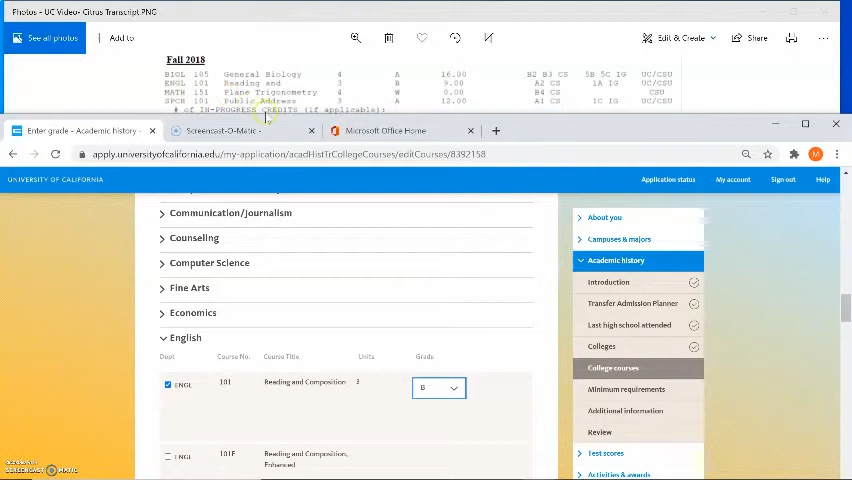 Photos - UC Video- Citrus Transcript.PNG
See all photos
Add to
Edit & Create
Share
Fall 2018
BIOL 105 General Biology 4 A 16.00 B2 B3 CS 5B 5C IG UC/CSU
ENGL 101 Reading and 3 B 9.00 A2 CS 1A IG UC/CSU
MATH 151 Plane Trigonometry 4 W 0.00 B4 CS CSU
SPCH 101 Public Address 3 A 12.00 A1 CS 1C IG UC/CSU
# of IN-PROGRESS CREDITS (if applicable):
Enter grade - Academic history -
Screencast-O-Matic -
Microsoft Office Home
apply.universityofcalifornia.edu/my-application/acadHistTrCollegeCourses/editCourses/8392158
M
UNIVERSITY OF CALIFORNIA
Application status
My account
Sign out
Help
Communication/Journalism
Counseling
Computer Science
Fine Arts
Economics
English
Dept Course No. Course Title Units Grade
ENGL 101 Reading and Composition 3 B
ENGL 101E Reading and Composition,
Enhanced
About you
Campuses & majors
Academic history
Introduction
Transfer Admission Planner
Last high school attended
Colleges
College courses
Minimum requirements
Additional information
Review
Test scores
Activities & awards
RECORDED WITH
SCREENCAST MATIC